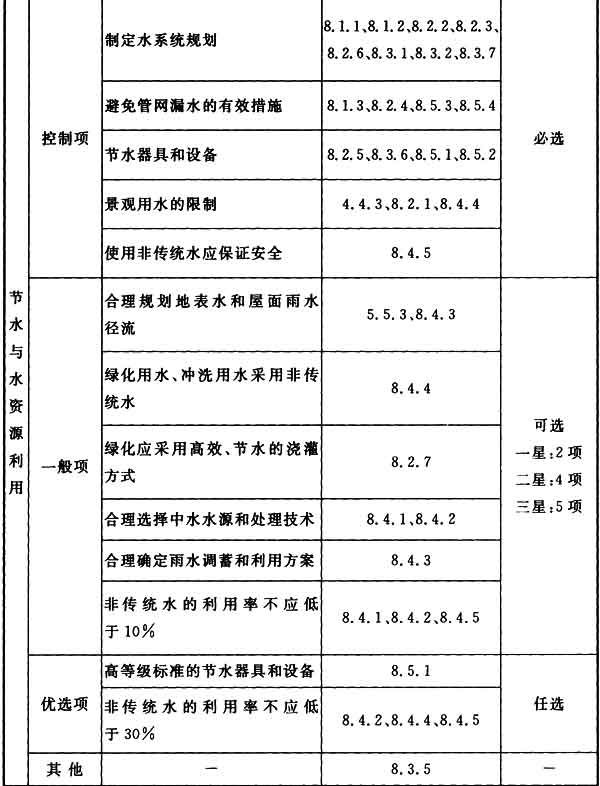 节水与水资源利用
控制项
制定水系统规划
8.1.1、8.1.2、8.2.2、8.2.3、
8.2.6、8.3.1、8.3.2、8.3.7
必选
避免管网漏水的有效措施
8.1.3、8.2.4、8.5.3、8.5.4
节水器具和设备
8.2.5、8.3.6、8.5.1、8.5.2
景观用水的限制
4.4.3、8.2.1、8.4.4
使用非传统水应保证安全
8.4.5
一般项
合理规划地表水和屋面雨水
径流
5.5.3、8.4.3
可选
一星:2项
二星:4项
三星:5项
绿化用水、冲洗用水采用非传
统水
8.4.4
绿化应采用高效、节水的浇灌
方式
8.2.7
合理选择中水水源和处理技术
8.4.1、8.4.2
合理确定雨水调蓄和利用方案
8.4.3
非传统水的利用率不应低
于10%
8.4.1、8.4.2、8.4.5
优选项
高等级标准的节水器具和设备
8.5.1
任选
非传统水的利用率不应低
于30%
8.4.2、8.4.4、8.4.5
其他
—
8.3.5
—